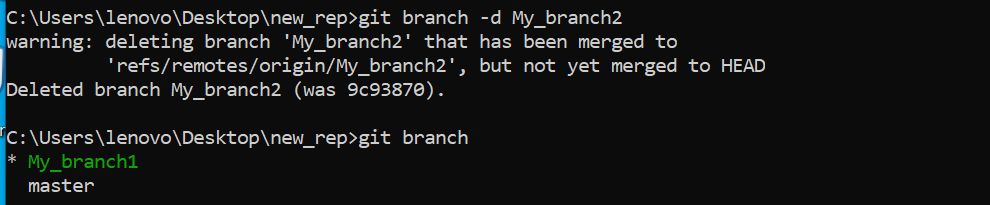 C:\Users\lenovo\Desktop\new_rep>git branch -d My_branch2
warning: deleting branch 'My_branch2' that has been merged to
         'refs/remotes/origin/My_branch2', but not yet merged to HEAD
Deleted branch My_branch2 (was 9c93870).
C:\Users\lenovo\Desktop\new_rep>git branch
* My_branch1
  master